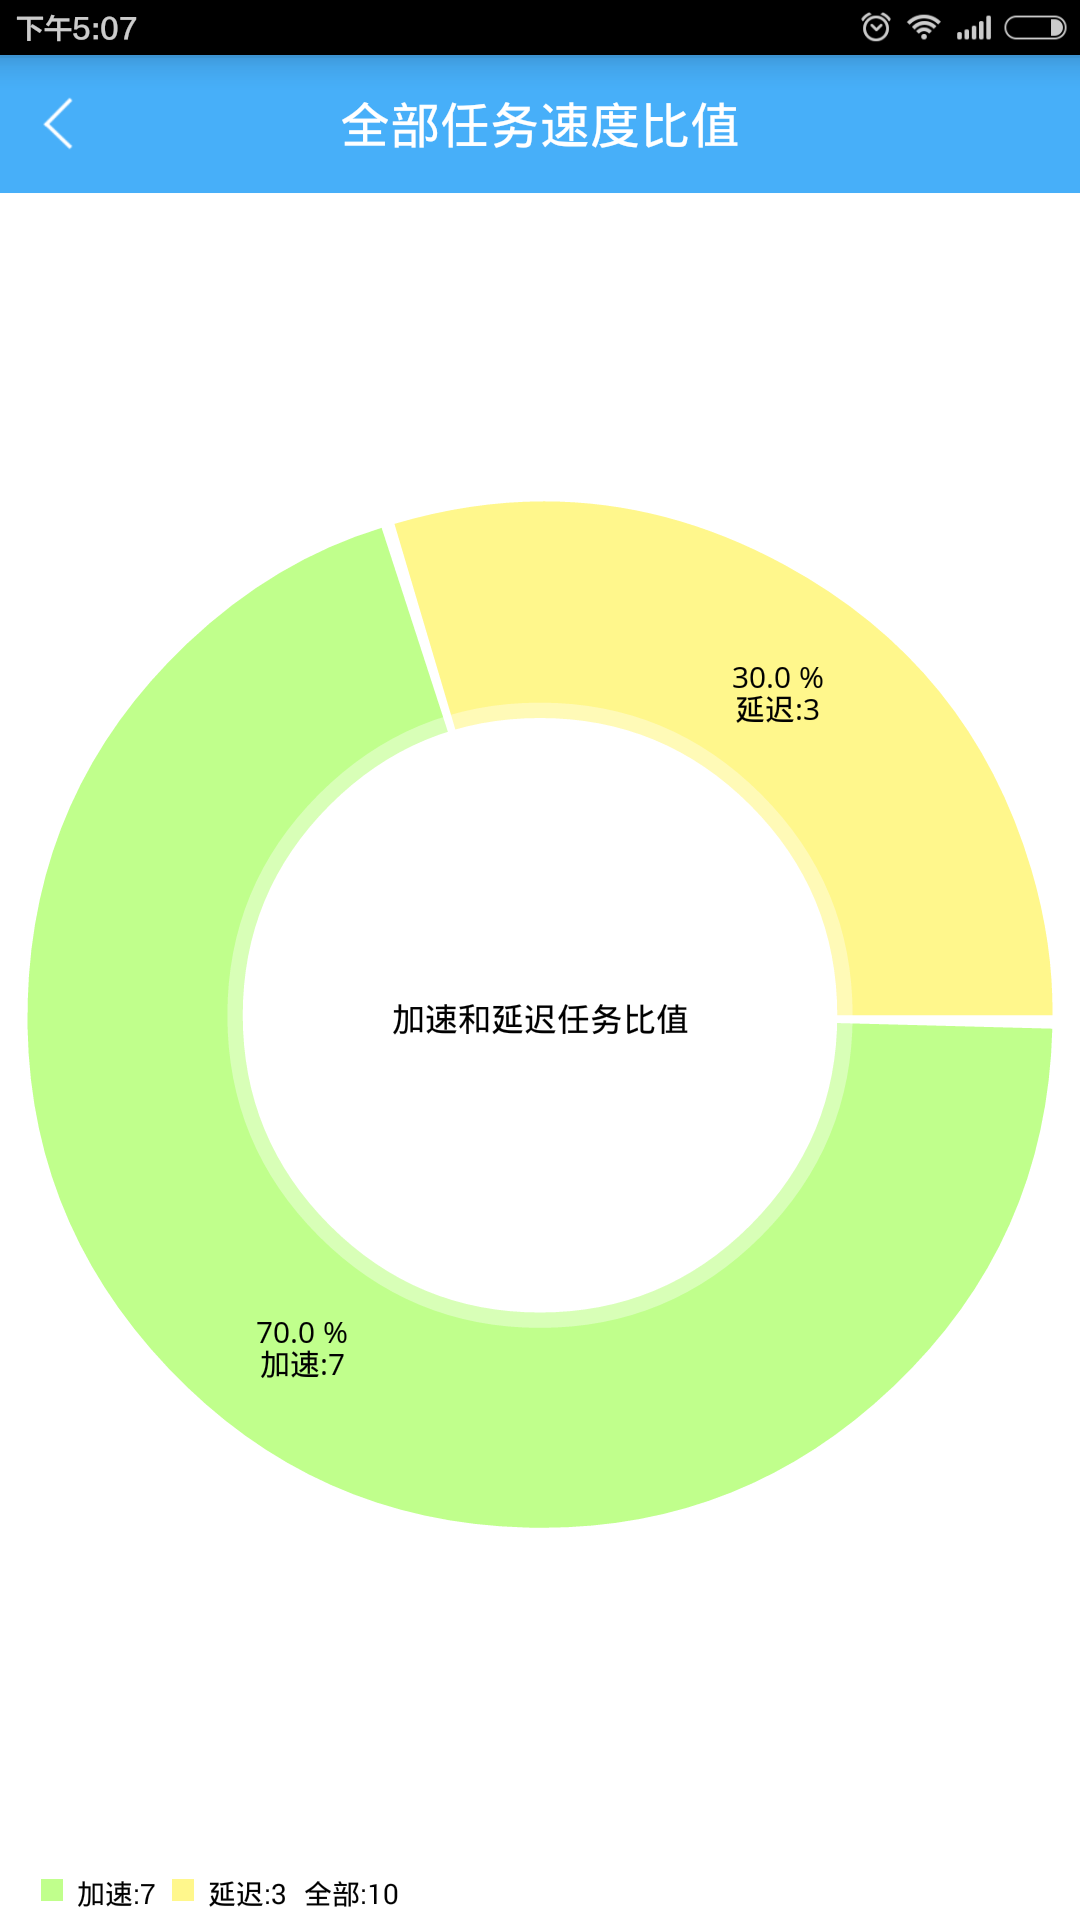 下午5:07
全部任务速度比值
30.0 %
延迟:3
加速和延迟任务比值
70.0 %
加速:7
加速:7 延迟:3 全部:10